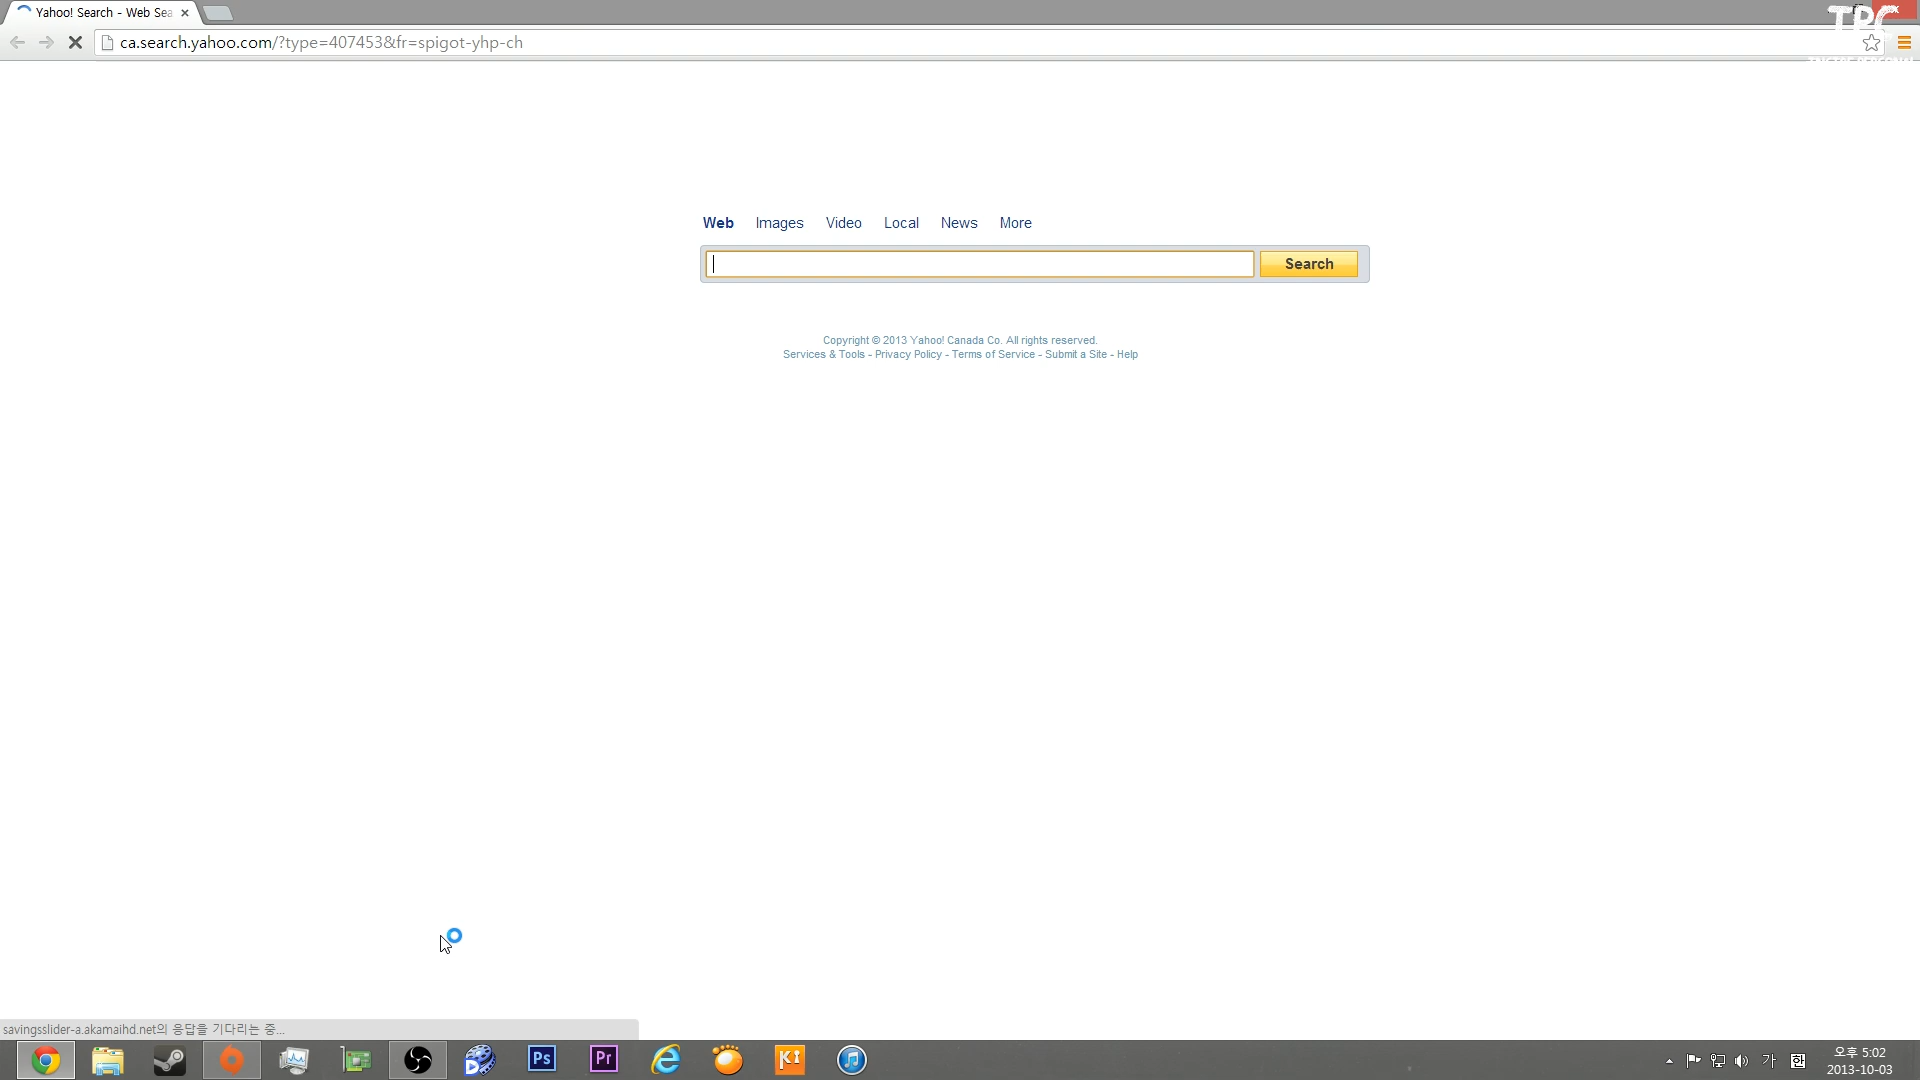 Yahoo! Search - Web Sea
ca.search.yahoo.com/?type=407453&fr=spigot-yhp-ch
TPC
Web Images Video Local News More
Search
Copyright © 2013 Yahoo! Canada Co. All rights reserved.
Services & Tools - Privacy Policy - Terms of Service - Submit a Site - Help
savingsslider-a.akamaihd.net의 응답을 기다리는 중...
D Ps Pr K! 가 한
오후 5:02
2013-10-03